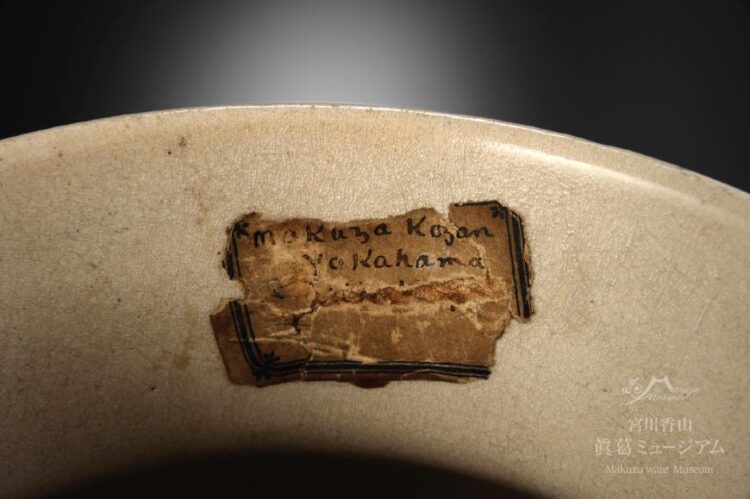 Makuza Kozan
Yokahama
宮川香山
眞葛ミュージアム
Makuzu ware Museum